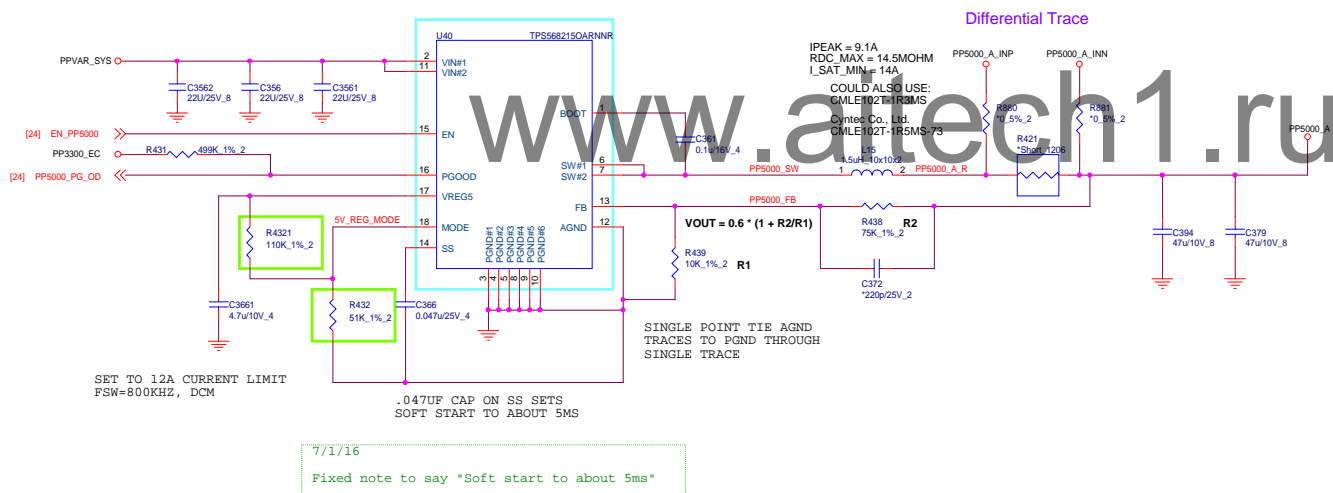 Differential Trace
U40
TPS568215OARNNR
IPEAK = 9.1A
RDC_MAX = 14.5MOHM
I_SAT_MIN = 14A
COULD ALSO USE:
CMLE102T-1R3MS
Cyntec Co., Ltd.
CMLE102T-1R5MS-73
PP5000_A_INP
PP5000_A_INN
www.aitech1.ru
PPVAR_SYS
2
11
VIN#1
VIN#2
C3562
22U/25V_8
C356
22U/25V_8
C3561
22U/25V_8
BOOT
1
R880
*0_5%_2
R881
*0_5%_2
PP5000_A
[24] EN_PP5000
15
EN
C361
0.1u/16V_4
R421
*Short_1206
PP3300_EC
R431
499K_1%_2
L15
1.5uH_10x10x2
1
2
SW#1
SW#2
6
7
PP5000_SW
PP5000_A_R
[24] PP5000_PG_OD
16
PGOOD
17
VREG5
PP5000_FB
FB
13
AGND
12
VOUT = 0.6 * (1 + R2/R1)
R438
75K_1%_2
R2
5V_REG_MODE
18
MODE
14
SS
R4321
110K_1%_2
PGND#1
PGND#2
PGND#3
PGND#4
PGND#5
PGND#6
3
4
5
8
9
10
R439
10K_1%_2
R1
C372
*220p/25V_2
C394
47u/10V_8
C379
47u/10V_8
C3661
4.7u/10V_4
R432
51K_1%_2
C366
0.047u/25V_4
SINGLE POINT TIE AGND
TRACES TO PGND THROUGH
SINGLE TRACE
SET TO 12A CURRENT LIMIT
FSW=800KHZ, DCM
.047UF CAP ON SS SETS
SOFT START TO ABOUT 5MS
7/1/16
Fixed note to say "Soft start to about 5ms"